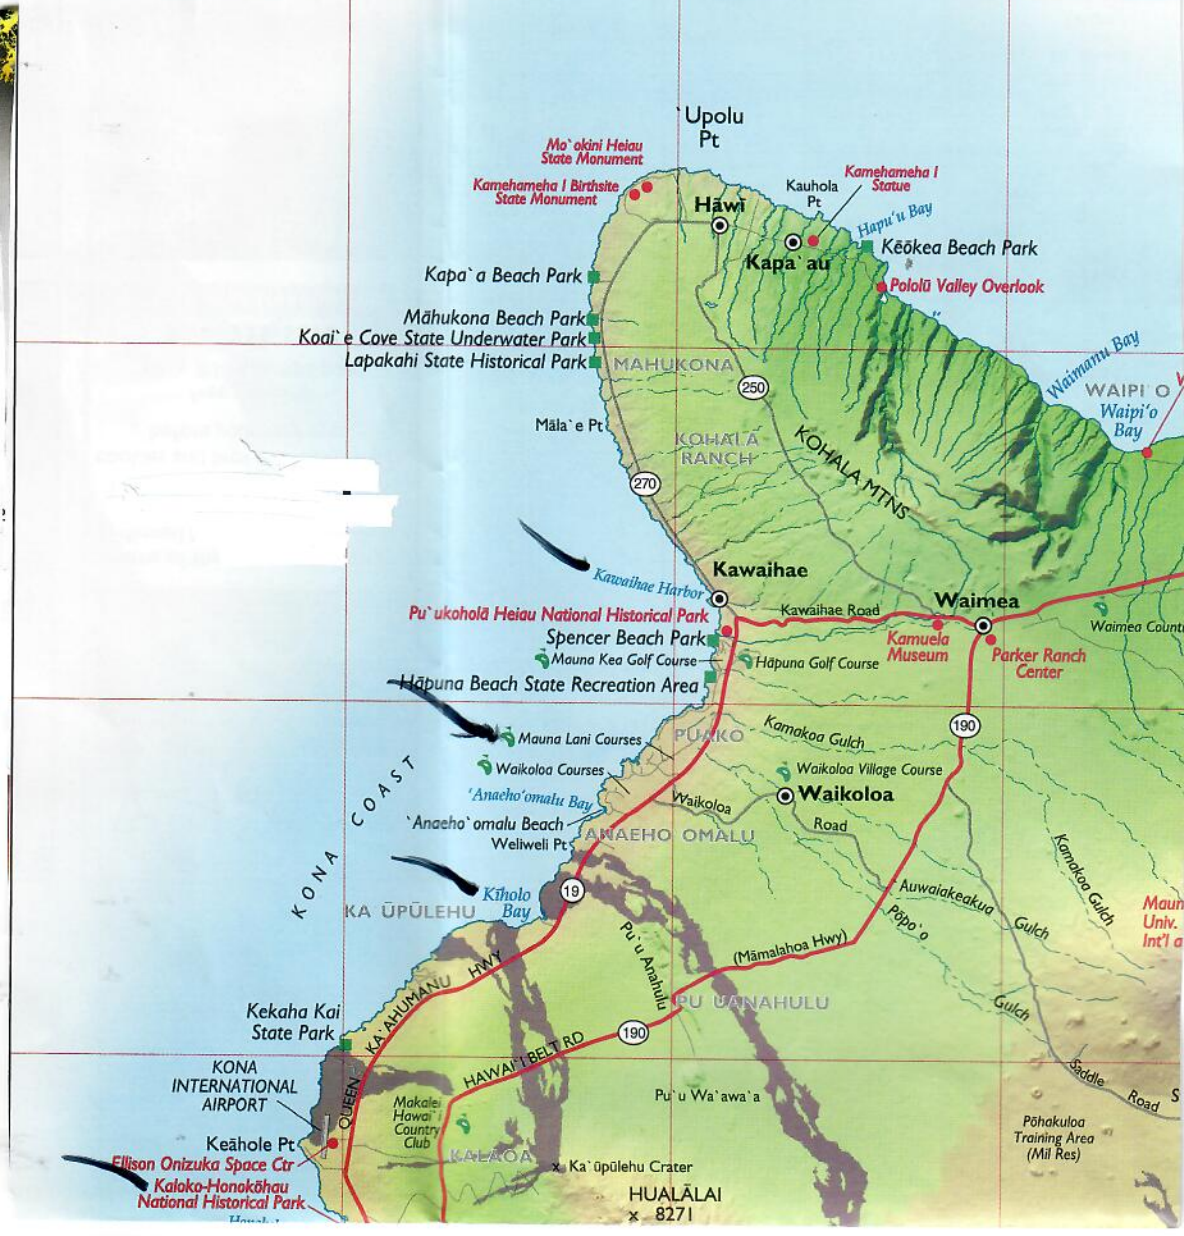 `Upolu
Pt
Mo`okini Heiau
State Monument
Kamehameha I Birthsite
State Monument
Kamehameha I
Statue
Kauhola
Pt
Hāwī
Hapu'u Bay
Kēōkea Beach Park
Kapa`au
Kapa`a Beach Park
Pololū Valley Overlook
Māhukona Beach Park
Koai`e Cove State Underwater Park
Lapakahi State Historical Park
MAHUKONA
Waimanu Bay
WAIPI`O
Waipi'o
Bay
250
Māla`e Pt
KOHALA
RANCH
KOHALA MTNS
270
Kawaihae
Kawaihae Harbor
Waimea
Kawaihae Road
Pu`ukoholā Heiau National Historical Park
Spencer Beach Park
Kamuela
Museum
Waimea Count
Mauna Kea Golf Course
Hāpuna Golf Course
Parker Ranch
Center
Hāpuna Beach State Recreation Area
190
PUAKO
Kamakoa Gulch
Mauna Lani Courses
Waikoloa Courses
Waikoloa Village Course
'Anaeho'omalu Bay
Waikoloa
Waikoloa
`Anaeho`omalu Beach
Road
Weliweli Pt
ANAEHO OMALU
KONA COAST
Kamakoa Gulch
19
Kīholo
Bay
KA ŪPŪLEHU
Auwaiakeakua
Gulch
Pōpo`o
Gulch
Maun
Univ.
Int'l a
Pu`u Anahulu
(Māmalahoa Hwy)
QUEEN KA`AHUMANU HWY
PU UANAHULU
Kekaha Kai
State Park
190
HAWAI`I BELT RD
KONA
INTERNATIONAL
AIRPORT
Saddle
Road
S
Makalei
Hawai`i
Country
Club
Pu`u Wa`awa`a
Pōhakuloa
Training Area
(Mil Res)
Keāhole Pt
Ellison Onizuka Space Ctr
KALAOA
Ka`ūpūlehu Crater
Kaloko-Honokōhau
National Historical Park
HUALĀLAI
x 8271